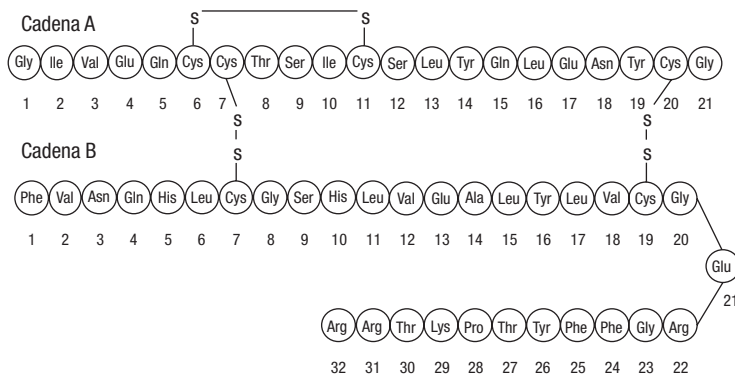 Cadena A
S S
Gly Ile Val Glu Gln Cys Cys Thr Ser Ile Cys Ser Leu Tyr Gln Leu Glu Asn Tyr Cys Gly
1 2 3 4 5 6 7 8 9 10 11 12 13 14 15 16 17 18 19 20 21
S S
Cadena B
S S
Phe Val Asn Gln His Leu Cys Gly Ser His Leu Val Glu Ala Leu Tyr Leu Val Cys Gly
1 2 3 4 5 6 7 8 9 10 11 12 13 14 15 16 17 18 19 20
Glu
21
Arg Arg Thr Lys Pro Thr Tyr Phe Phe Gly Arg
32 31 30 29 28 27 26 25 24 23 22